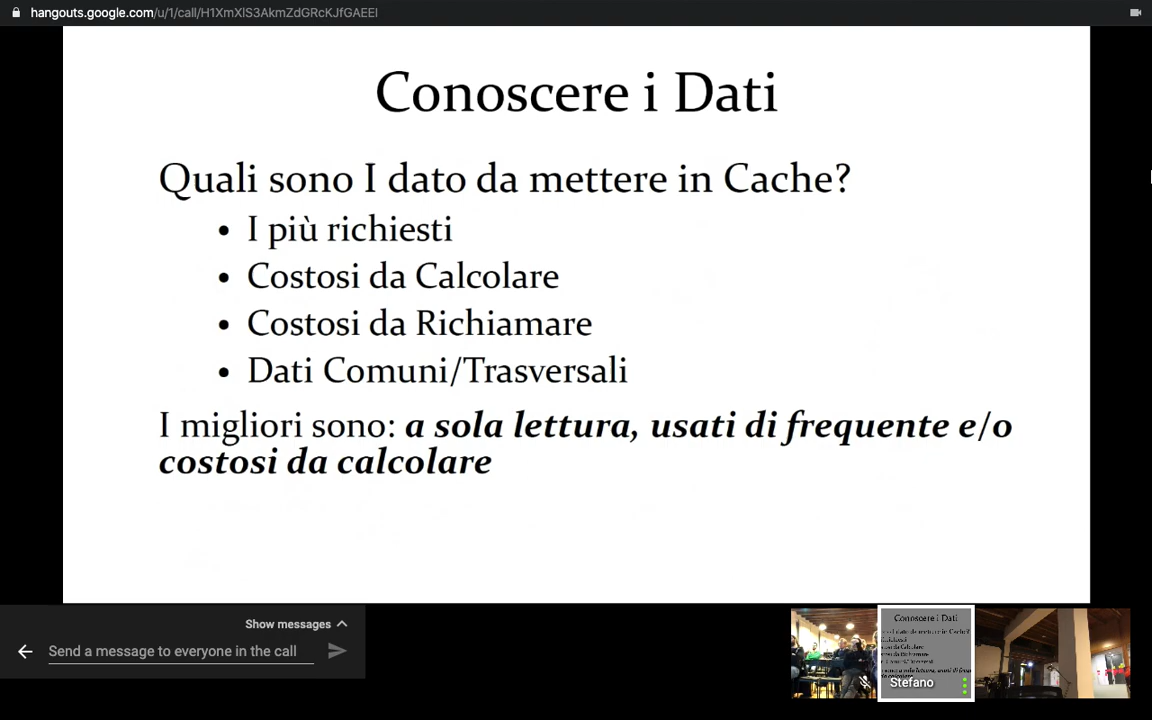 hangouts.google.com/u/1/call/H1XmXlS3AkmZdGRcKJfGAEEI
Conoscere i Dati
Quali sono I dato da mettere in Cache?
• I più richiesti
• Costosi da Calcolare
• Costosi da Richiamare
• Dati Comuni/Trasversali
I migliori sono: a sola lettura, usati di frequente e/o
costosi da calcolare
Show messages
Send a message to everyone in the call
Conoscere i Dati
Stefano